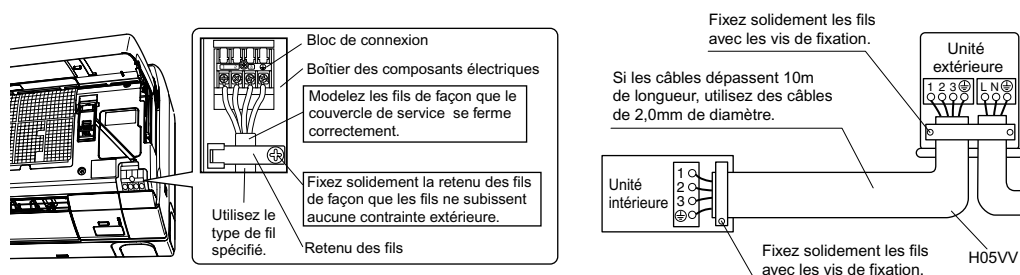 Bloc de connexion
Boîtier des composants électriques
Modelez les fils de façon que le
couvercle de service se ferme
correctement.
Fixez solidement la retenu des fils
de façon que les fils ne subissent
aucune contrainte extérieure.
Utilisez le
type de fil
spécifié.
Retenu des fils
Fixez solidement les fils
avec les vis de fixation.
Unité
extérieure
1 2 3 L N
Si les câbles dépassent 10m
de longueur, utilisez des câbles
de 2,0mm de diamètre.
Unité
intérieure
1
2
3
Fixez solidement les fils
avec les vis de fixation.
H05VV